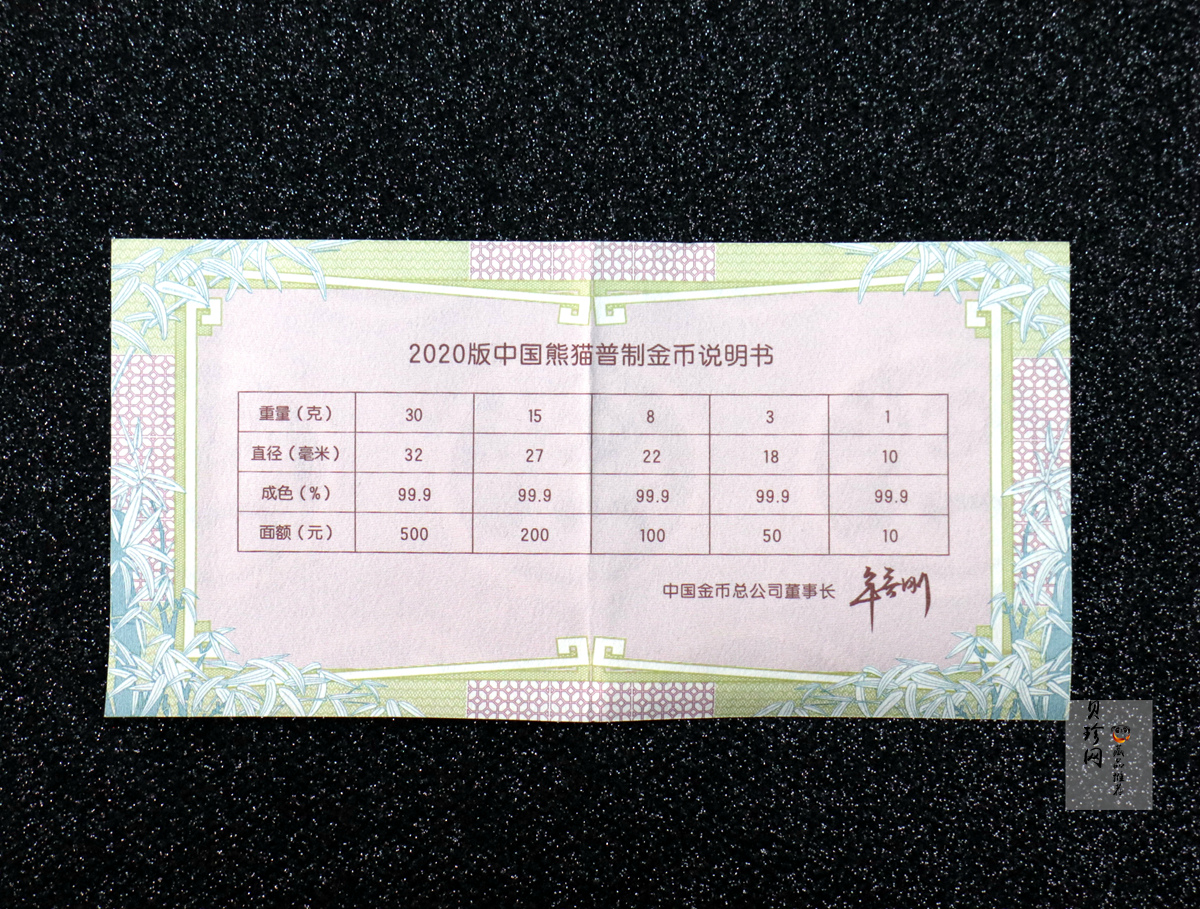 2020版中国熊猫普制金币说明书
重量（克） 30 15 8 3 1
直径（毫米） 32 27 22 18 10
成色（%） 99.9 99.9 99.9 99.9 99.9
面额（元） 500 200 100 50 10
中国金币总公司董事长
贝珍网